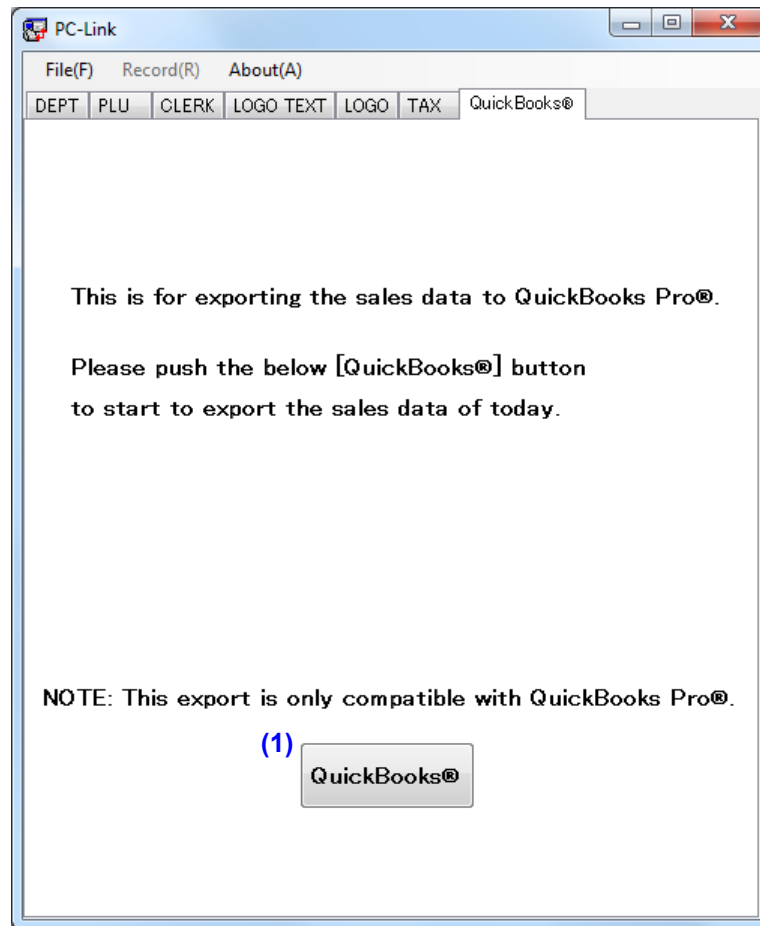 PC-Link
File(F) Record(R) About(A)
DEPT PLU CLERK LOGO TEXT LOGO TAX QuickBooks®
This is for exporting the sales data to QuickBooks Pro®.
Please push the below [QuickBooks®] button
to start to export the sales data of today.
NOTE: This export is only compatible with QuickBooks Pro®.
(1)
QuickBooks®